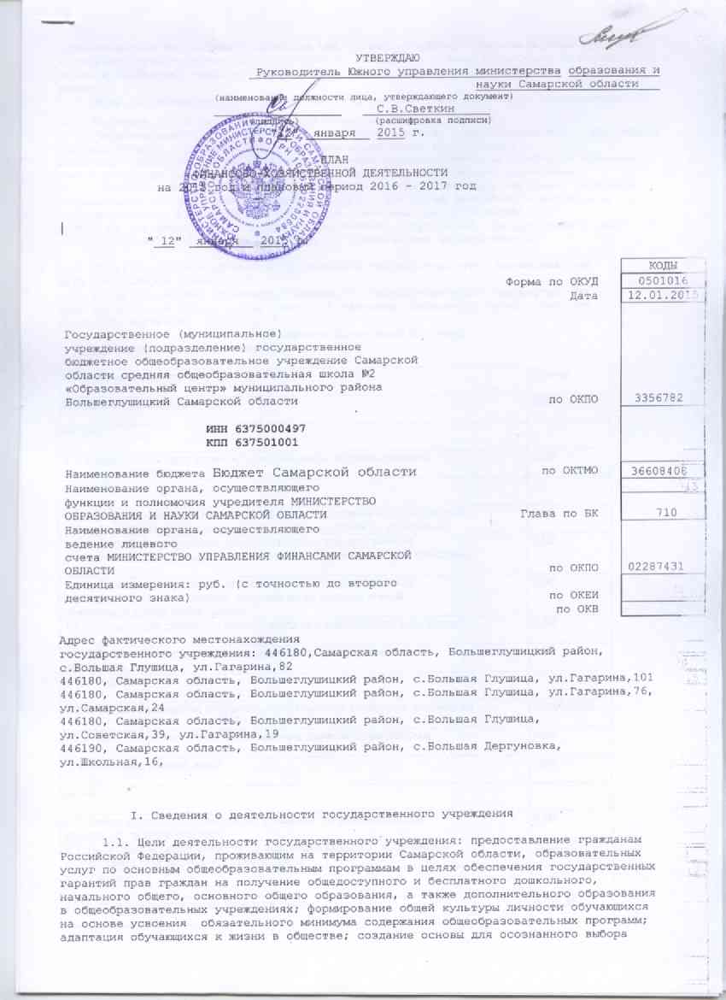 УТВЕРЖДАЮ
Руководитель Южного управления министерства образования и
науки Самарской области
(наименование должности лица, утверждающего документ)
С.В.Светкин
(подпись) (расшифровка подписи)
"12" января 2015 г.
ПЛАН
ФИНАНСОВО-ХОЗЯЙСТВЕННОЙ ДЕЯТЕЛЬНОСТИ
на 2015 год и плановый период 2016 – 2017 год
" 12" января 2015 г.
КОДЫ
Форма по ОКУД 0501016
Дата 12.01.2015
Государственное (муниципальное)
учреждение (подразделение) государственное
бюджетное общеобразовательное учреждение Самарской
области средняя общеобразовательная школа №2
«Образовательный центр» муниципального района
Большеглушицкий Самарской области по ОКПО 3356782
ИНН 6375000497
КПП 637501001
Наименование бюджета Бюджет Самарской области по ОКТМО 36608406
Наименование органа, осуществляющего
функции и полномочия учредителя МИНИСТЕРСТВО
ОБРАЗОВАНИЯ И НАУКИ САМАРСКОЙ ОБЛАСТИ Глава по БК 710
Наименование органа, осуществляющего
ведение лицевого
счета МИНИСТЕРСТВО УПРАВЛЕНИЯ ФИНАНСАМИ САМАРСКОЙ
ОБЛАСТИ по ОКПО 02287431
Единица измерения: руб. (с точностью до второго
десятичного знака) по ОКЕИ
по ОКВ
Адрес фактического местонахождения
государственного учреждения: 446180,Самарская область, Большеглушицкий район,
с.Большая Глушица, ул.Гагарина,82
446180, Самарская область, Большеглушицкий район, с.Большая Глушица, ул.Гагарина,101
446180, Самарская область, Большеглушицкий район, с.Большая Глушица, ул.Гагарина,76,
ул.Самарская,24
446180, Самарская область, Большеглушицкий район, с.Большая Глушица,
ул.Советская,39, ул.Гагарина,19
446190, Самарская область, Большеглушицкий район, с.Большая Дергуновка,
ул.Школьная,16,
I. Сведения о деятельности государственного учреждения
1.1. Цели деятельности государственного учреждения: предоставление гражданам
Российской Федерации, проживающим на территории Самарской области, образовательных
услуг по основным общеобразовательным программам в целях обеспечения государственных
гарантий прав граждан на получение общедоступного и бесплатного дошкольного,
начального общего, основного общего образования, а также дополнительного образования
в общеобразовательных учреждениях; формирование общей культуры личности обучающихся
на основе усвоения обязательного минимума содержания общеобразовательных программ;
адаптация обучающихся к жизни в обществе; создание основы для осознанного выбора